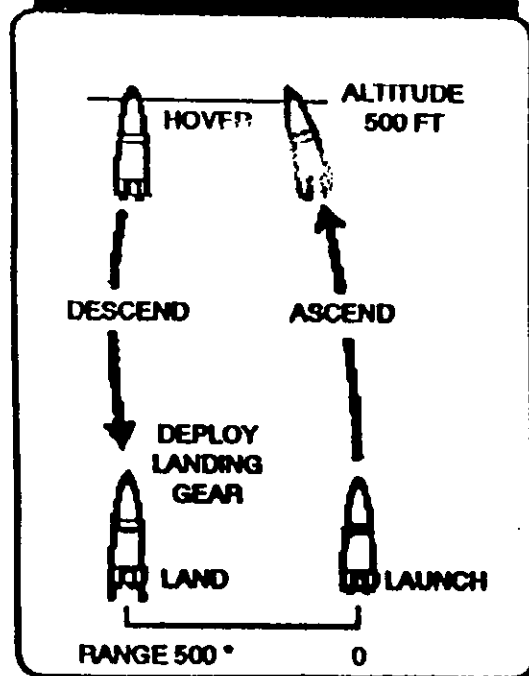 ALTITUDE
HOVER 500 FT
DESCEND ASCEND
DEPLOY
LANDING
GEAR
LAND LAUNCH
RANGE 500 * 0